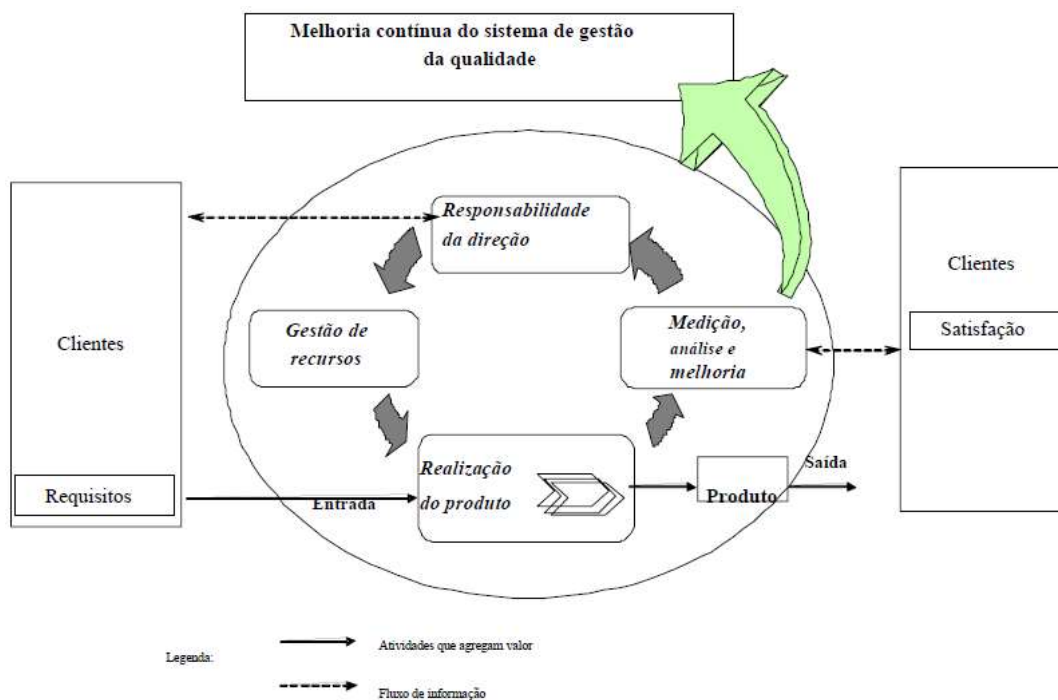 Melhoria contínua do sistema de gestão
da qualidade
Responsabilidade
da direção
Clientes
Gestão de
recursos
Medição,
análise e
melhoria
Clientes
Satisfação
Requisitos
Entrada
Realização
do produto
Produto
Saída
Legenda:
Atividades que agregam valor
Fluxo de informação